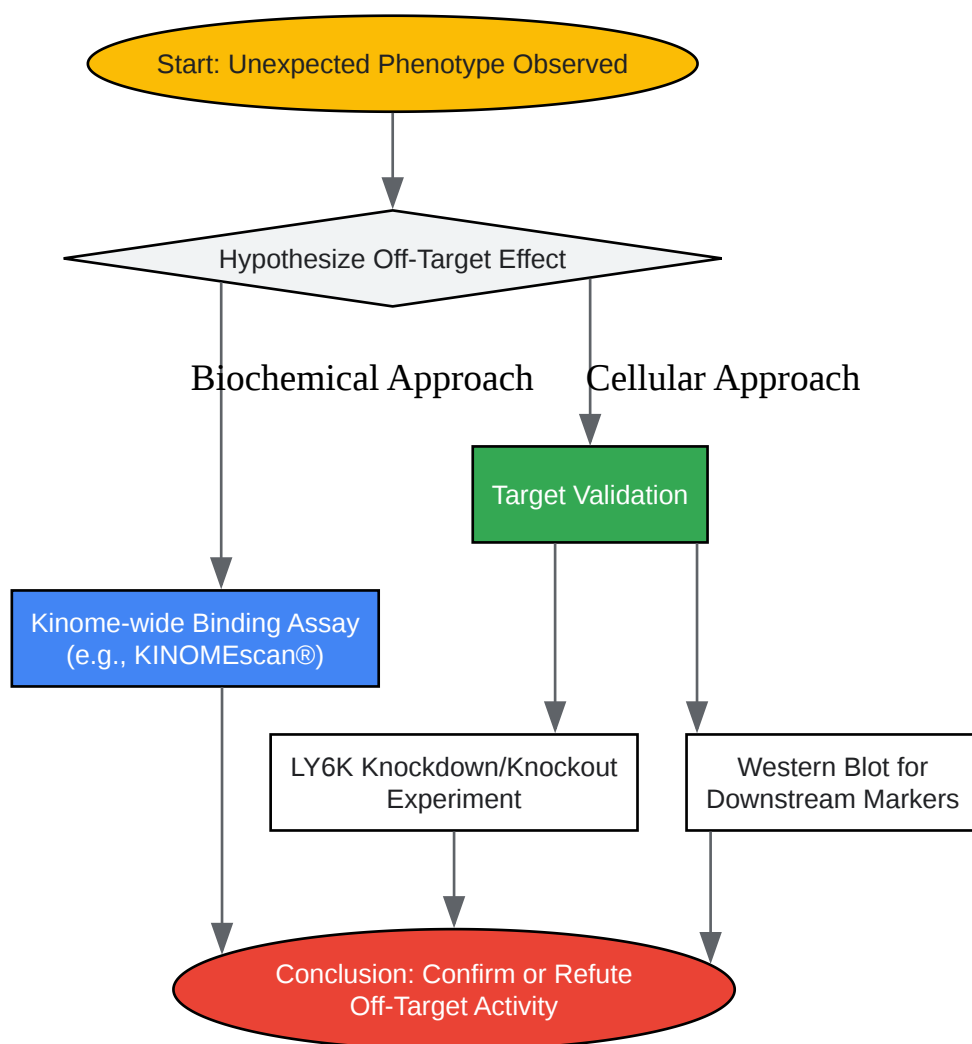 Start: Unexpected Phenotype Observed
Hypothesize Off-Target Effect
Biochemical Approach
Cellular Approach
Target Validation
Kinome-wide Binding Assay
(e.g., KINOMEscan®)
LY6K Knockdown/Knockout
Experiment
Western Blot for
Downstream Markers
Conclusion: Confirm or Refute
Off-Target Activity